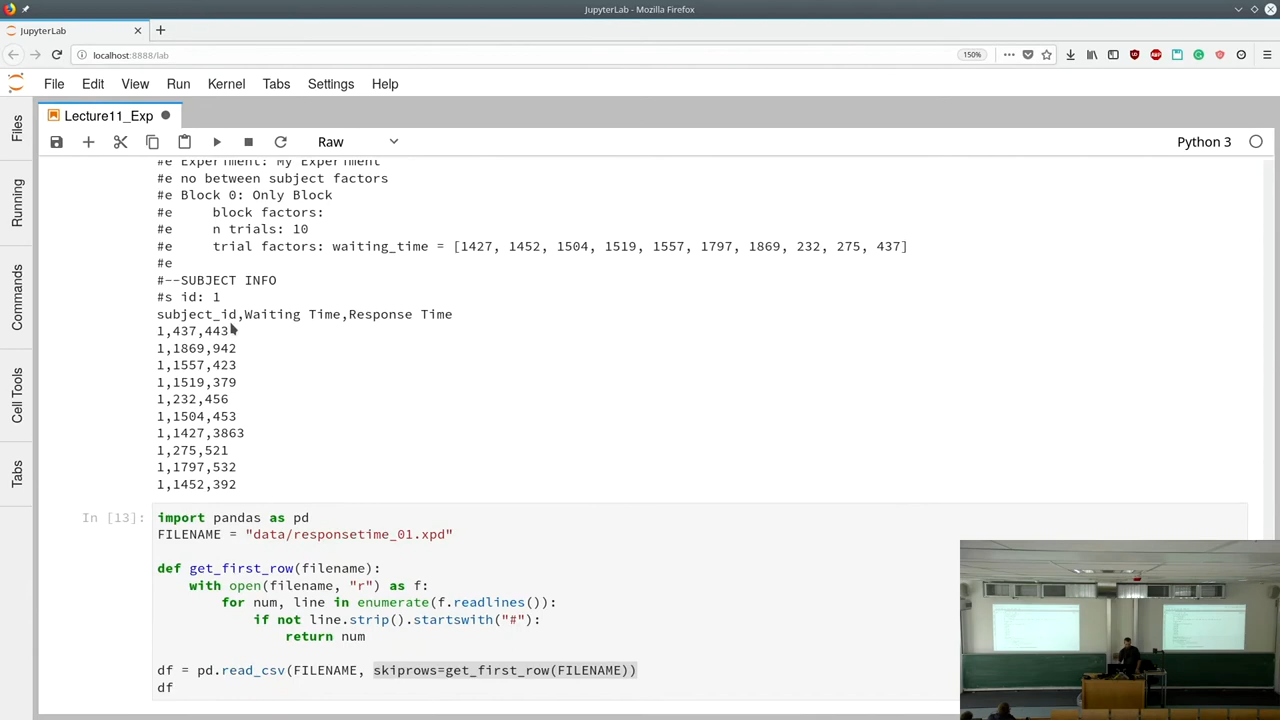 JupyterLab - Mozilla Firefox
JupyterLab
localhost:8888/lab
150%
File Edit View Run Kernel Tabs Settings Help
Lecture11_Exp
Raw
Python 3
Files
Running
Commands
Cell Tools
Tabs
#e Experiment: My Experiment
#e no between subject factors
#e Block 0: Only Block
#e     block factors:
#e     n trials: 10
#e     trial factors: waiting_time = [1427, 1452, 1504, 1519, 1557, 1797, 1869, 232, 275, 437]
#e
#--SUBJECT INFO
#s id: 1
subject_id,Waiting Time,Response Time
1,437,443
1,1869,942
1,1557,423
1,1519,379
1,232,456
1,1504,453
1,1427,3863
1,275,521
1,1797,532
1,1452,392
In [13]:
import pandas as pd
FILENAME = "data/responsetime_01.xpd"
def get_first_row(filename):
    with open(filename, "r") as f:
        for num, line in enumerate(f.readlines()):
            if not line.strip().startswith("#"):
                return num
df = pd.read_csv(FILENAME, skiprows=get_first_row(FILENAME))
df